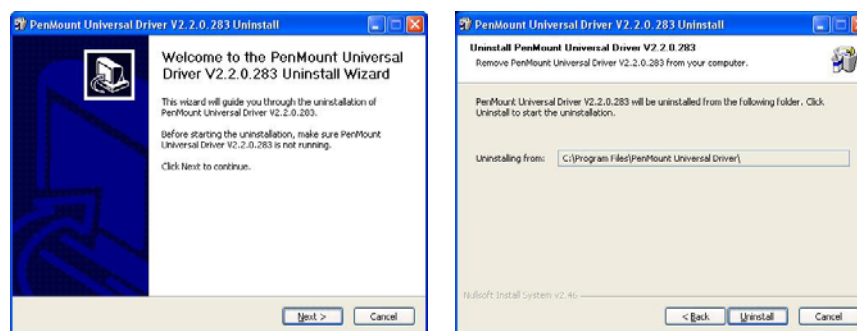 PenMount Universal Driver V2.2.0.283 Uninstall
Welcome to the PenMount Universal
Driver V2.2.0.283 Uninstall Wizard
This wizard will guide you through the uninstallation of
PenMount Universal Driver V2.2.0.283.
Before starting the uninstallation, make sure PenMount
Universal Driver V2.2.0.283 is not running.
Click Next to continue.
Next >
Cancel
PenMount Universal Driver V2.2.0.283 Uninstall
Uninstall PenMount Universal Driver V2.2.0.283
Remove PenMount Universal Driver V2.2.0.283 from your computer.
PenMount Universal Driver V2.2.0.283 will be uninstalled from the following folder. Click
Uninstall to start the uninstallation.
Uninstalling from:
C:\Program Files\PenMount Universal Driver\
Nullsoft Install System v2.46
< Back
Uninstall
Cancel